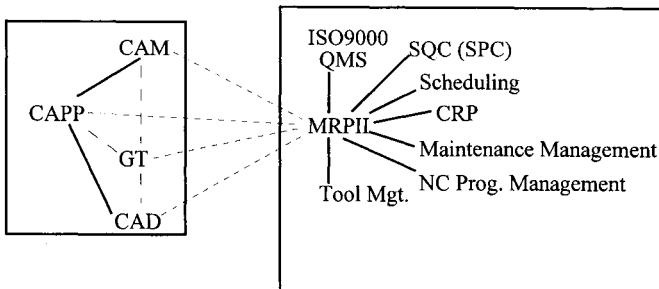 CAM
CAPP
GT
CAD
ISO9000
QMS
SQC (SPC)
Scheduling
CRP
MRPII
Maintenance Management
Tool Mgt.
NC Prog. Management